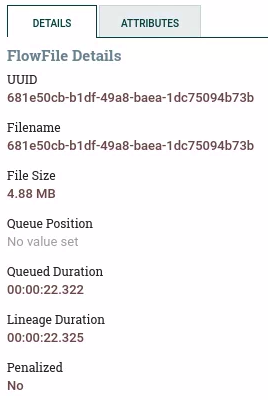 DETAILS
ATTRIBUTES
FlowFile Details
UUID
681e50cb-b1df-49a8-baea-1dc75094b73b
Filename
681e50cb-b1df-49a8-baea-1dc75094b73b
File Size
4.88 MB
Queue Position
No value set
Queued Duration
00:00:22.322
Lineage Duration
00:00:22.325
Penalized
No